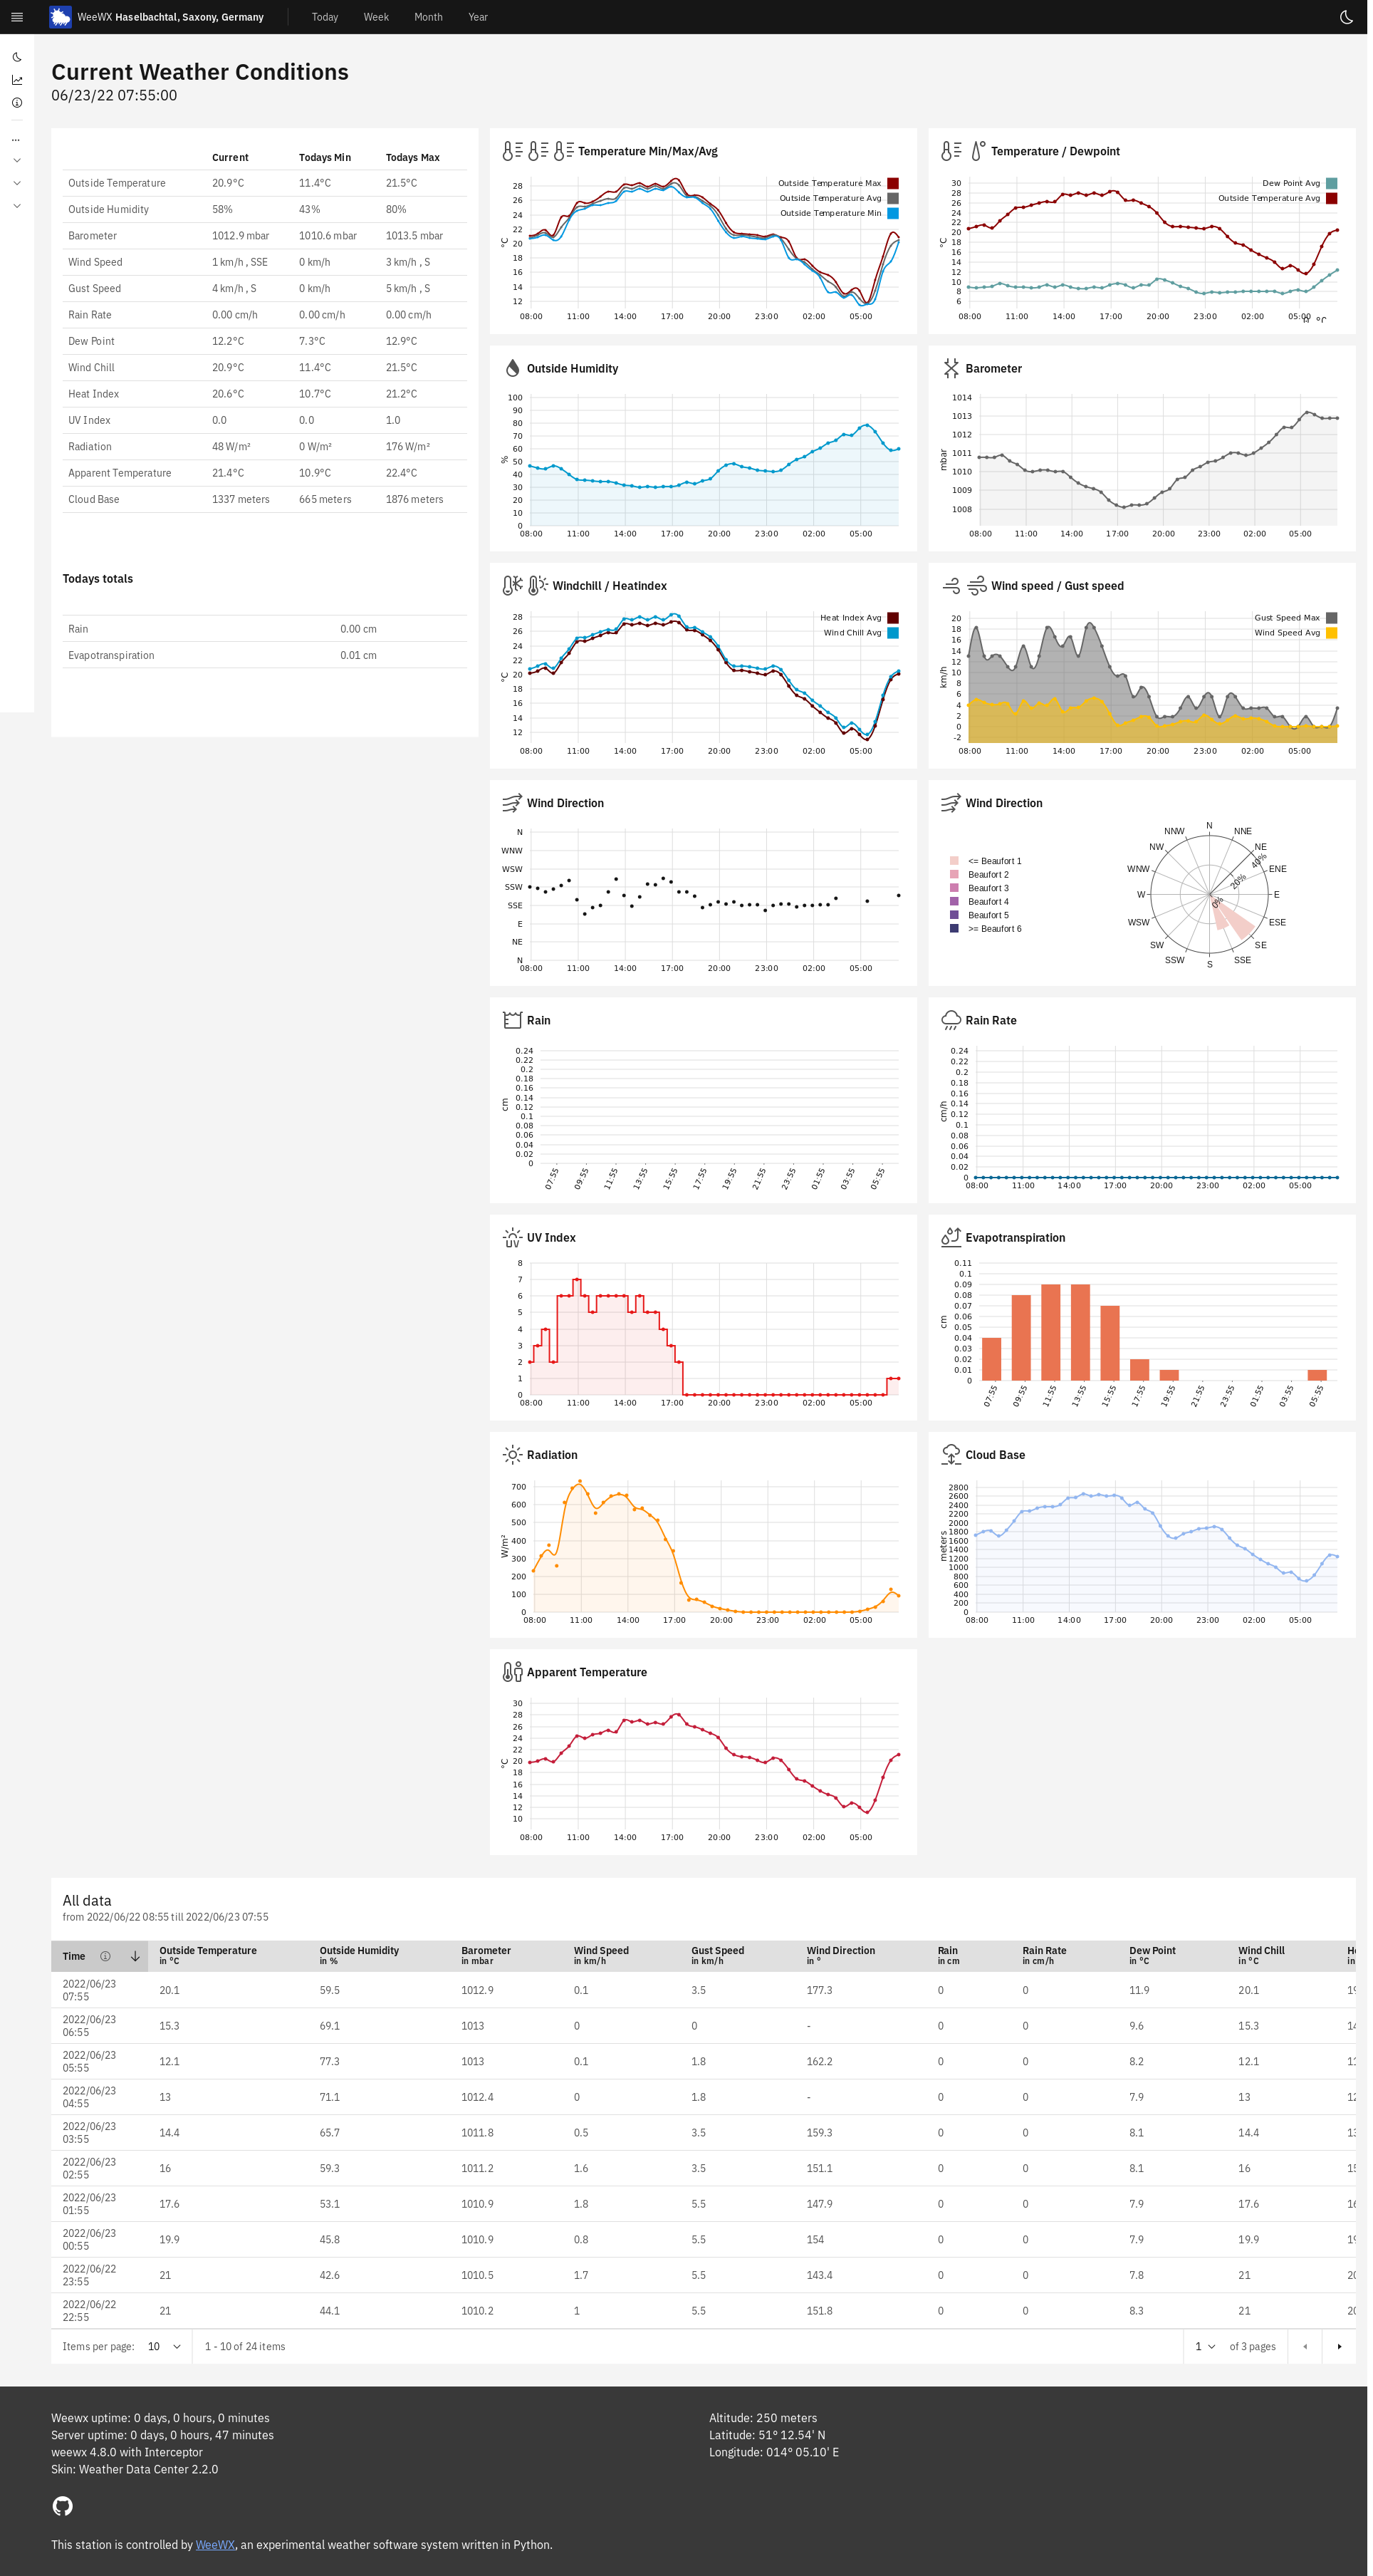 WeeWX Haselbachtal, Saxony, Germany Today Week Month Year
Current Weather Conditions
06/23/22 07:55:00
...
Current Todays Min Todays Max
Outside Temperature 20.9°C 11.4°C 21.5°C
Outside Humidity 58% 43% 80%
Barometer 1012.9 mbar 1010.6 mbar 1013.5 mbar
Wind Speed 1 km/h , SSE 0 km/h 3 km/h , S
Gust Speed 4 km/h , S 0 km/h 5 km/h , S
Rain Rate 0.00 cm/h 0.00 cm/h 0.00 cm/h
Dew Point 12.2°C 7.3°C 12.9°C
Wind Chill 20.9°C 11.4°C 21.5°C
Heat Index 20.6°C 10.7°C 21.2°C
UV Index 0.0 0.0 1.0
Radiation 48 W/m² 0 W/m² 176 W/m²
Apparent Temperature 21.4°C 10.9°C 22.4°C
Cloud Base 1337 meters 665 meters 1876 meters
Todays totals
Rain 0.00 cm
Evapotranspiration 0.01 cm
Temperature Min/Max/Avg
Outside Temperature Max
Outside Temperature Avg
Outside Temperature Min
°C
28
26
24
22
20
18
16
14
12
08:00 11:00 14:00 17:00 20:00 23:00 02:00 05:00
Temperature / Dewpoint
Dew Point Avg
Outside Temperature Avg
°C
30
28
26
24
22
20
18
16
14
12
10
8
6
08:00 11:00 14:00 17:00 20:00 23:00 02:00 05:00
Outside Humidity
%
100
90
80
70
60
50
40
30
20
10
0
08:00 11:00 14:00 17:00 20:00 23:00 02:00 05:00
Barometer
mbar
1014
1013
1012
1011
1010
1009
1008
08:00 11:00 14:00 17:00 20:00 23:00 02:00 05:00
Windchill / Heatindex
Heat Index Avg
Wind Chill Avg
°C
28
26
24
22
20
18
16
14
12
08:00 11:00 14:00 17:00 20:00 23:00 02:00 05:00
Wind speed / Gust speed
Gust Speed Max
Wind Speed Avg
km/h
20
18
16
14
12
10
8
6
4
2
0
-2
08:00 11:00 14:00 17:00 20:00 23:00 02:00 05:00
Wind Direction
N
WNW
WSW
SSW
SSE
E
NE
N
08:00 11:00 14:00 17:00 20:00 23:00 02:00 05:00
Wind Direction
<= Beaufort 1
Beaufort 2
Beaufort 3
Beaufort 4
Beaufort 5
>= Beaufort 6
N
NNW NNE
NW NE
WNW ENE
W E
WSW ESE
SW SE
SSW SSE
S
0% 20% 40%
Rain
cm
0.24
0.22
0.2
0.18
0.16
0.14
0.12
0.1
0.08
0.06
0.04
0.02
0
07:55 09:55 11:55 13:55 15:55 17:55 19:55 21:55 23:55 01:55 03:55 05:55
Rain Rate
cm/h
0.24
0.22
0.2
0.18
0.16
0.14
0.12
0.1
0.08
0.06
0.04
0.02
0
08:00 11:00 14:00 17:00 20:00 23:00 02:00 05:00
UV Index
8
7
6
5
4
3
2
1
0
08:00 11:00 14:00 17:00 20:00 23:00 02:00 05:00
Evapotranspiration
cm
0.11
0.1
0.09
0.08
0.07
0.06
0.05
0.04
0.03
0.02
0.01
0
07:55 09:55 11:55 13:55 15:55 17:55 19:55 21:55 23:55 01:55 03:55 05:55
Radiation
W/m²
700
600
500
400
300
200
100
0
08:00 11:00 14:00 17:00 20:00 23:00 02:00 05:00
Cloud Base
meters
2800
2600
2400
2200
2000
1800
1600
1400
1200
1000
800
600
400
200
0
08:00 11:00 14:00 17:00 20:00 23:00 02:00 05:00
Apparent Temperature
°C
30
28
26
24
22
20
18
16
14
12
10
08:00 11:00 14:00 17:00 20:00 23:00 02:00 05:00
All data
from 2022/06/22 08:55 till 2022/06/23 07:55
Time Outside Temperature Outside Humidity Barometer Wind Speed Gust Speed Wind Direction Rain Rain Rate Dew Point Wind Chill
in °C in % in mbar in km/h in km/h in ° in cm in cm/h in °C in °C in
2022/06/23
07:55 20.1 59.5 1012.9 0.1 3.5 177.3 0 0 11.9 20.1
2022/06/23
06:55 15.3 69.1 1013 0 0 - 0 0 9.6 15.3
2022/06/23
05:55 12.1 77.3 1013 0.1 1.8 162.2 0 0 8.2 12.1
2022/06/23
04:55 13 71.1 1012.4 0 1.8 - 0 0 7.9 13
2022/06/23
03:55 14.4 65.7 1011.8 0.5 3.5 159.3 0 0 8.1 14.4
2022/06/23
02:55 16 59.3 1011.2 1.6 3.5 151.1 0 0 8.1 16
2022/06/23
01:55 17.6 53.1 1010.9 1.8 5.5 147.9 0 0 7.9 17.6
2022/06/23
00:55 19.9 45.8 1010.9 0.8 5.5 154 0 0 7.9 19.9
2022/06/22
23:55 21 42.6 1010.5 1.7 5.5 143.4 0 0 7.8 21
2022/06/22
22:55 21 44.1 1010.2 1 5.5 151.8 0 0 8.3 21
Items per page: 10 1 - 10 of 24 items 1 of 3 pages
Weewx uptime: 0 days, 0 hours, 0 minutes
Server uptime: 0 days, 0 hours, 47 minutes
weewx 4.8.0 with Interceptor
Skin: Weather Data Center 2.2.0
Altitude: 250 meters
Latitude: 51° 12.54' N
Longitude: 014° 05.10' E
This station is controlled by WeeWX, an experimental weather software system written in Python.